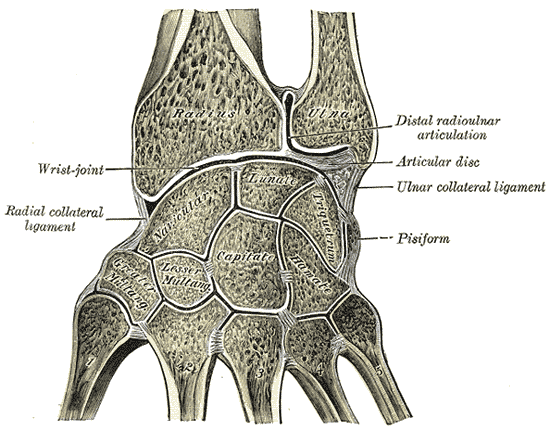 Radius
Ulna
Distal radioulnar
articulation
Wrist-joint
Articular disc
Lunate
Ulnar collateral ligament
Navicular
Triquetrum
Radial collateral
ligament
Pisiform
Capitate
Lesser
Multang.
Greater
Multang.
Hamate
1
2
3
4
5